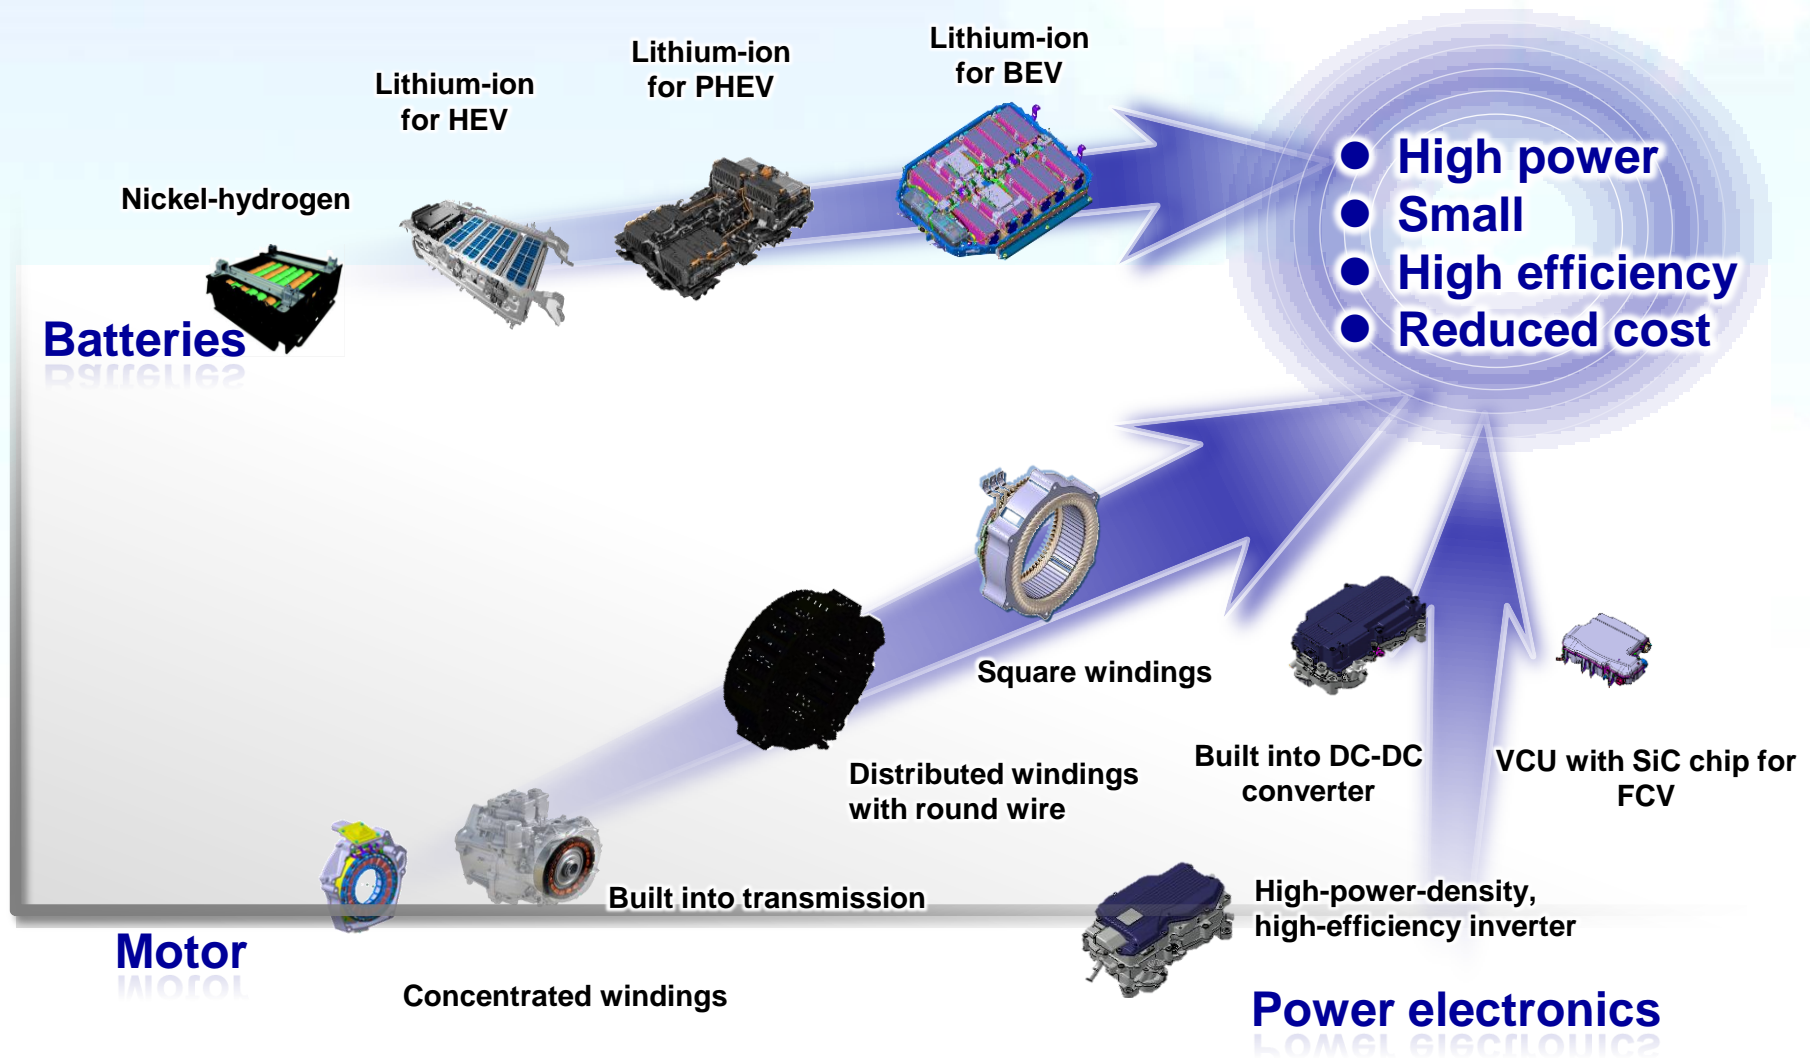 Lithium-ion
for HEV
Lithium-ion
for PHEV
Lithium-ion
for BEV
Nickel-hydrogen
Batteries
● High power
● Small
● High efficiency
● Reduced cost
Square windings
Distributed windings
with round wire
Built into transmission
Concentrated windings
Motor
Built into DC-DC
converter
VCU with SiC chip for
FCV
High-power-density,
high-efficiency inverter
Power electronics